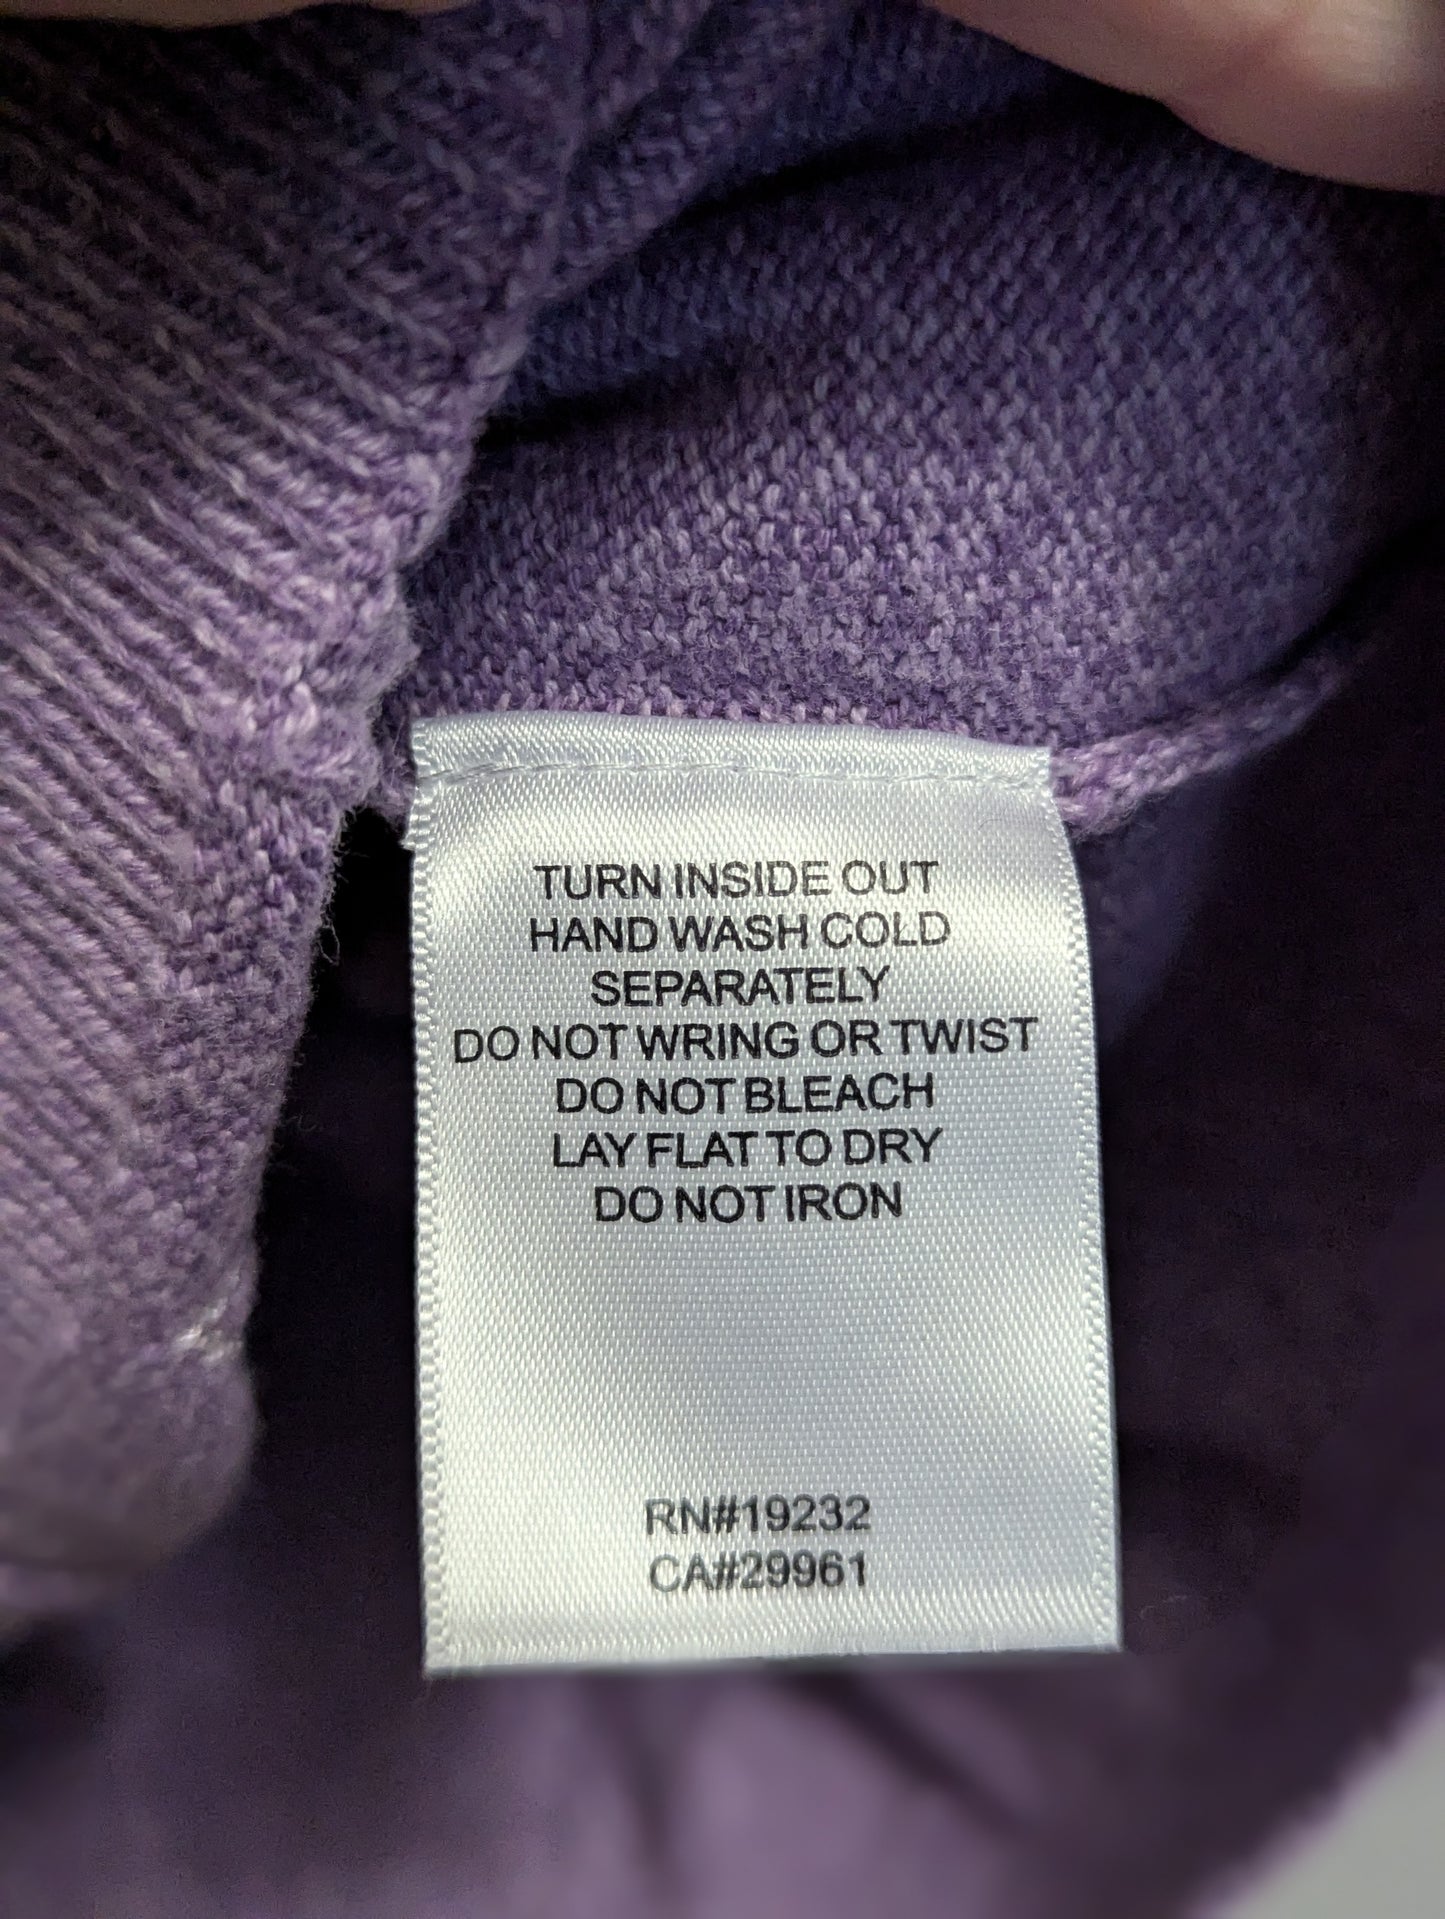 TURN INSIDE OUT
HAND WASH COLD
SEPARATELY
DO NOT WRING OR TWIST
DO NOT BLEACH
LAY FLAT TO DRY
DO NOT IRON
RN#19232
CA#29961